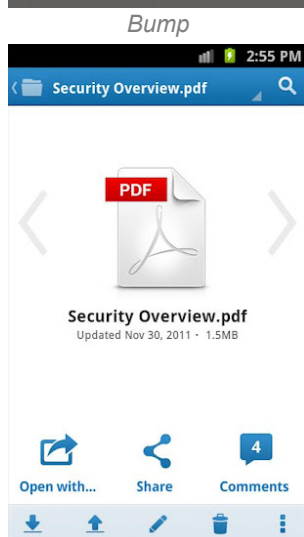 Bump
2:55 PM
Security Overview.pdf
PDF
Security Overview.pdf
Updated Nov 30, 2011 · 1.5MB
4
Open with... Share Comments